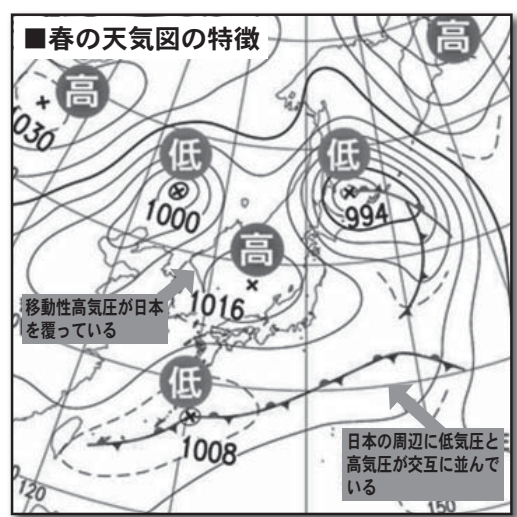 ■春の天気図の特徴
高
高
1030
低
低
1000
994
高
1016
移動性高気圧が日本
を覆っている
低
1008
日本の周辺に低気圧と
高気圧が交互に並んで
いる
120
150